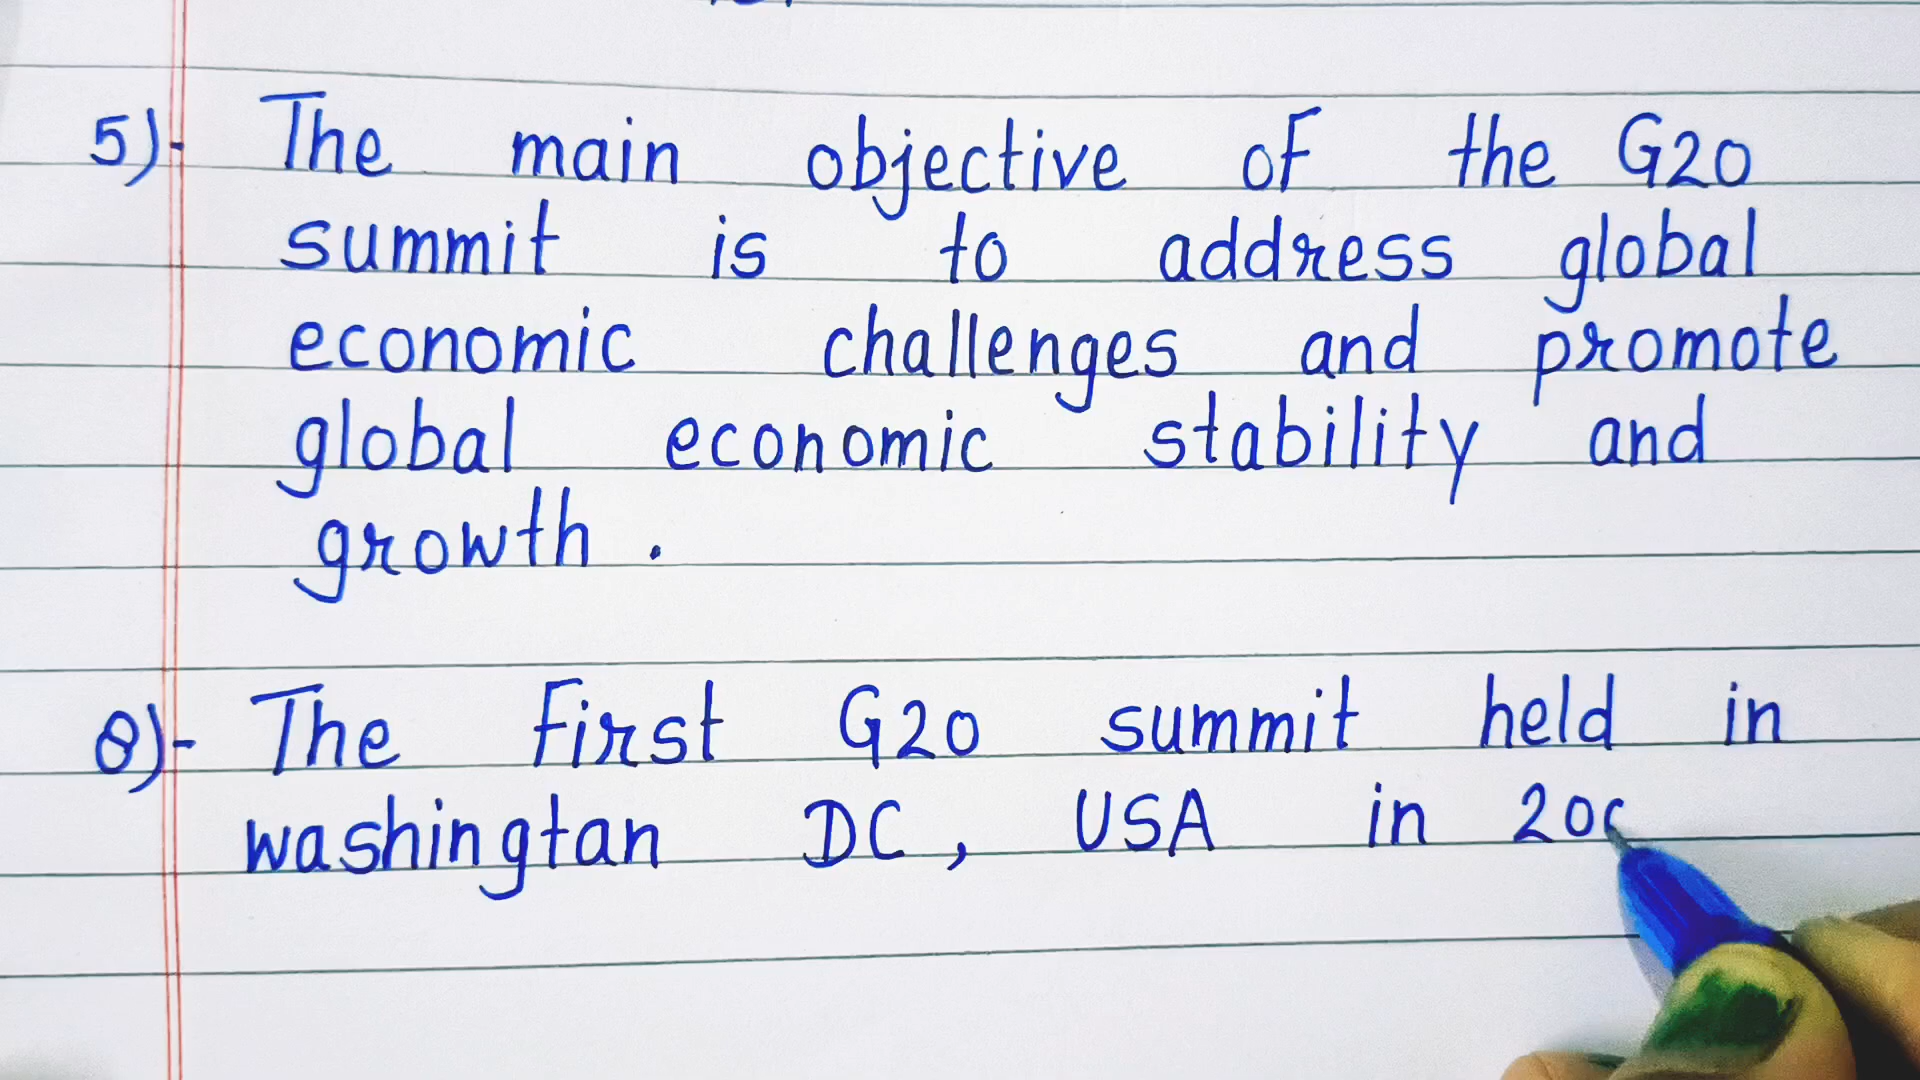 5)- The main objective of the G20
summit is to address global
economic challenges and promote
global economic stability and
growth .
8)- The first G20 summit held in
washingtan DC, USA in 20